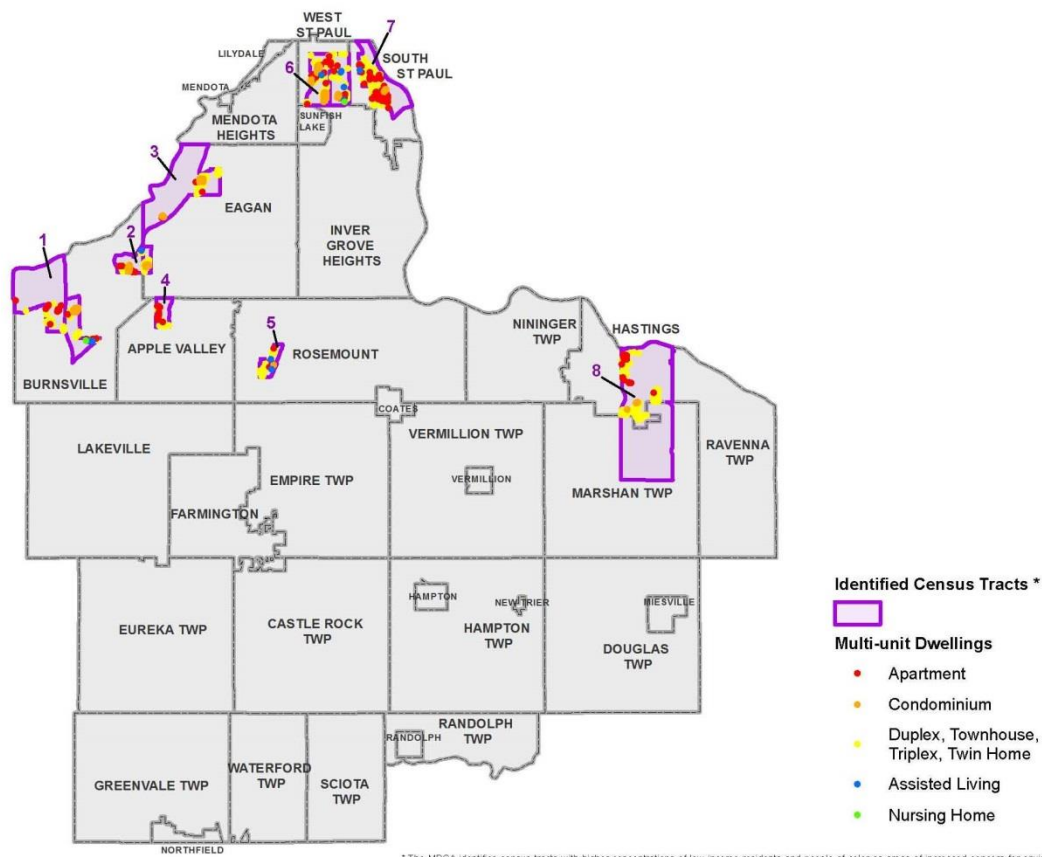 WEST
ST PAUL
7
LILYDALE
SOUTH
ST PAUL
6
MENDOTA
SUNFISH
LAKE
MENDOTA
HEIGHTS
3
EAGAN
INVER
GROVE
HEIGHTS
2
1
4
NININGER
TWP
HASTINGS
5
ROSEMOUNT
APPLE VALLEY
8
BURNSVILLE
COATES
LAKEVILLE
VERMILLION TWP
RAVENNA
TWP
EMPIRE TWP
VERMILLION
MARSHAN TWP
FARMINGTON
HAMPTON
NEW TRIER
MIESVILLE
EUREKA TWP
CASTLE ROCK
TWP
HAMPTON
TWP
DOUGLAS
TWP
RANDOLPH
TWP
RANDOLPH
GREENVALE TWP
WATERFORD
TWP
SCIOTA
TWP
NORTHFIELD
Identified Census Tracts *
Multi-unit Dwellings
Apartment
Condominium
Duplex, Townhouse,
Triplex, Twin Home
Assisted Living
Nursing Home